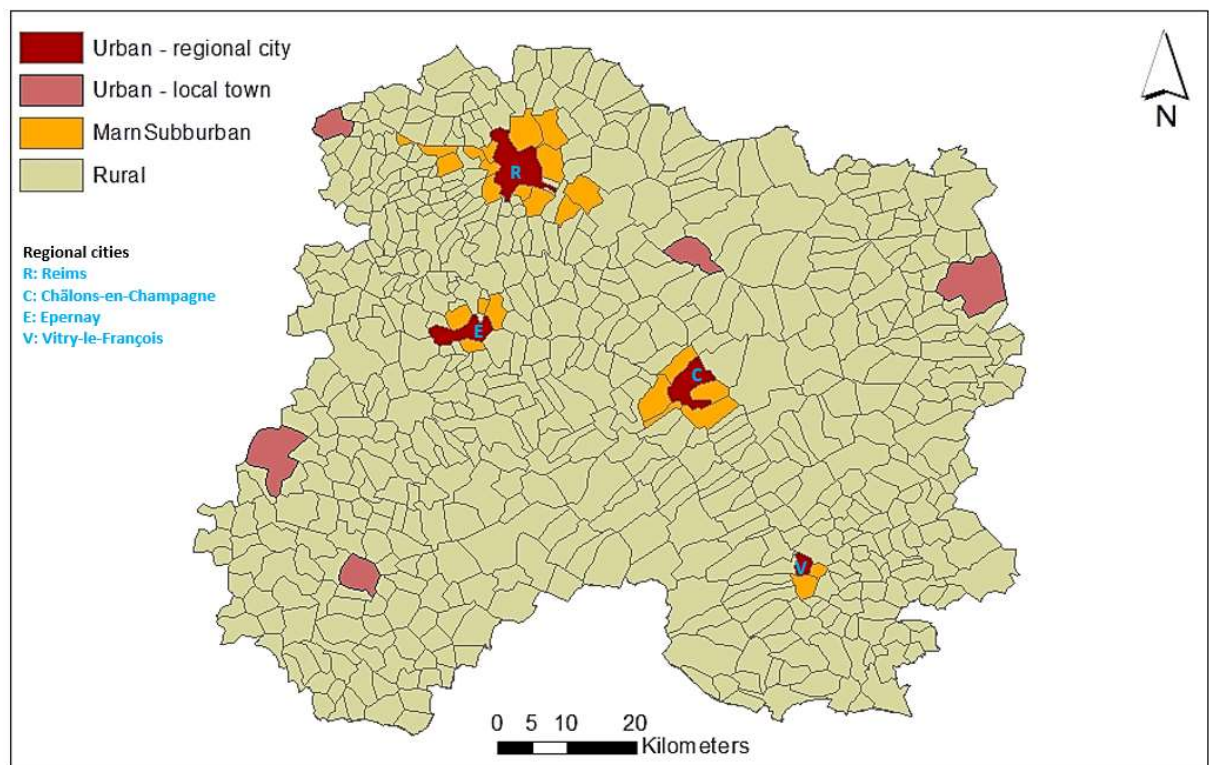 Urban - regional city
Urban - local town
MarnSubburban
Rural
N
Regional cities
R: Reims
C: Châlons-en-Champagne
E: Epernay
V: Vitry-le-François
R
E
C
V
0 5 10 20
Kilometers